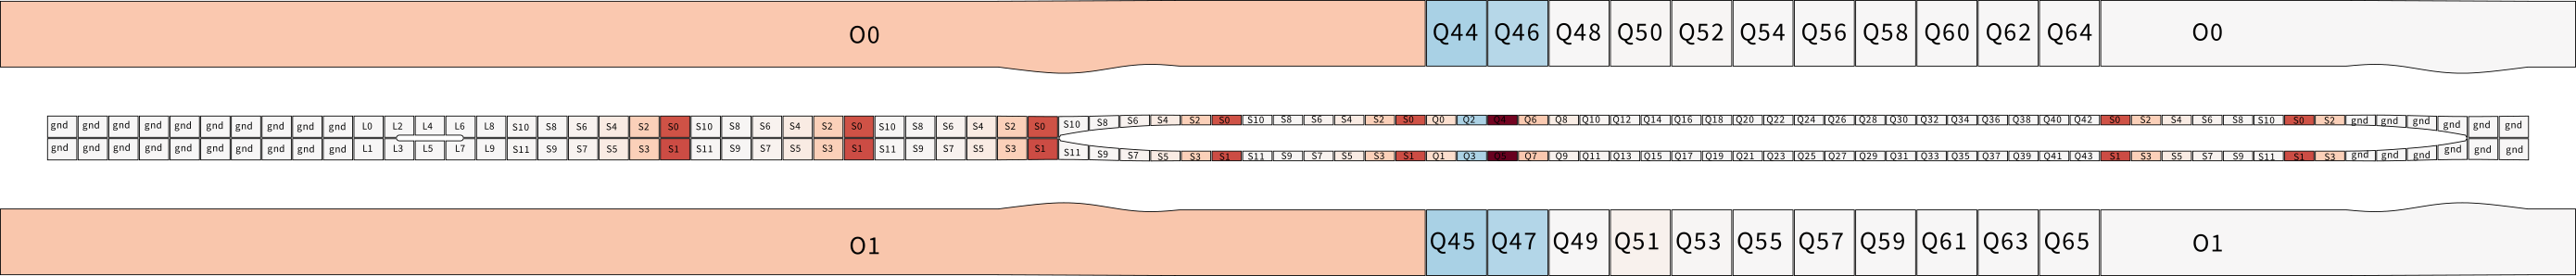 O0 Q44 Q46 Q48 Q50 Q52 Q54 Q56 Q58 Q60 Q62 Q64 O0
gnd gnd gnd gnd gnd gnd gnd gnd gnd gnd L0 L2 L4 L6 L8 S10 S8 S6 S4 S2 S0 S10 S8 S6 S4 S2 S0 S10 S8 S6 S4 S2 S0 S10 S8 S6 S4 S2 S0 S10 S8 S6 S4 S2 S0 Q0 Q2 Q4 Q6 Q8 Q10 Q12 Q14 Q16 Q18 Q20 Q22 Q24 Q26 Q28 Q30 Q32 Q34 Q36 Q38 Q40 Q42 S0 S2 S4 S6 S8 S10 S0 S2 gnd gnd gnd gnd gnd gnd
gnd gnd gnd gnd gnd gnd gnd gnd gnd gnd L1 L3 L5 L7 L9 S11 S9 S7 S5 S3 S1 S11 S9 S7 S5 S3 S1 S11 S9 S7 S5 S3 S1 S11 S9 S7 S5 S3 S1 S11 S9 S7 S5 S3 S1 Q1 Q3 Q5 Q7 Q9 Q11 Q13 Q15 Q17 Q19 Q21 Q23 Q25 Q27 Q29 Q31 Q33 Q35 Q37 Q39 Q41 Q43 S1 S3 S5 S7 S9 S11 S1 S3 gnd gnd gnd gnd gnd gnd
O1 Q45 Q47 Q49 Q51 Q53 Q55 Q57 Q59 Q61 Q63 Q65 O1